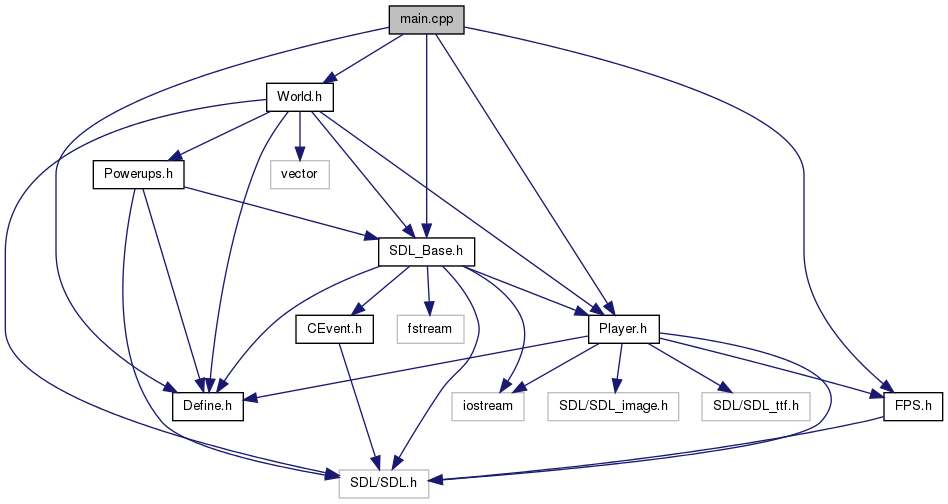 main.cpp
World.h
Powerups.h
vector
SDL_Base.h
CEvent.h
fstream
Player.h
Define.h
iostream
SDL/SDL_image.h
SDL/SDL_ttf.h
FPS.h
SDL/SDL.h